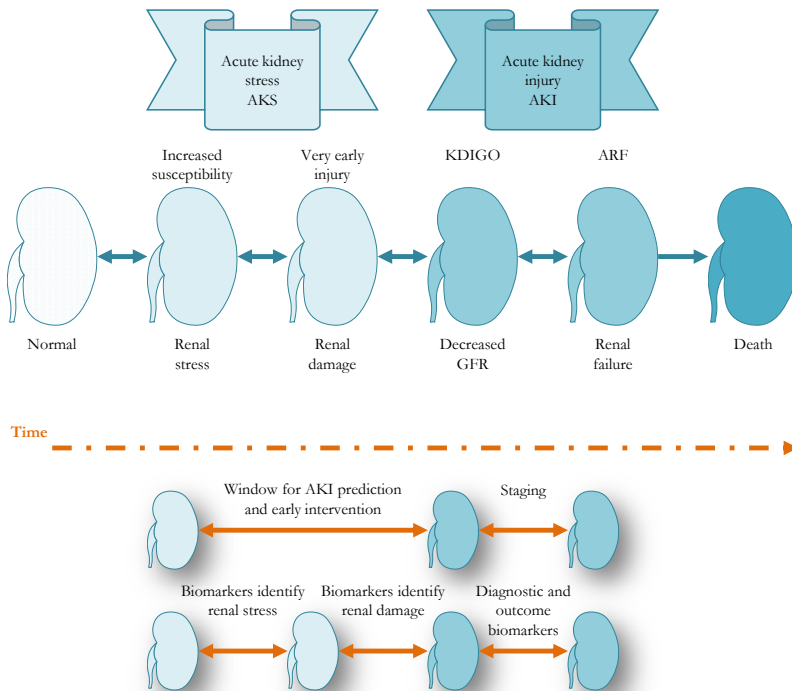 Acute kidney
stress
AKS
Acute kidney
injury
AKI
Increased
susceptibility
Very early
injury
KDIGO
ARF
Normal
Renal
stress
Renal
damage
Decreased
GFR
Renal
failure
Death
Time
Window for AKI prediction
and early intervention
Staging
Biomarkers identify
renal stress
Biomarkers identify
renal damage
Diagnostic and
outcome
biomarkers